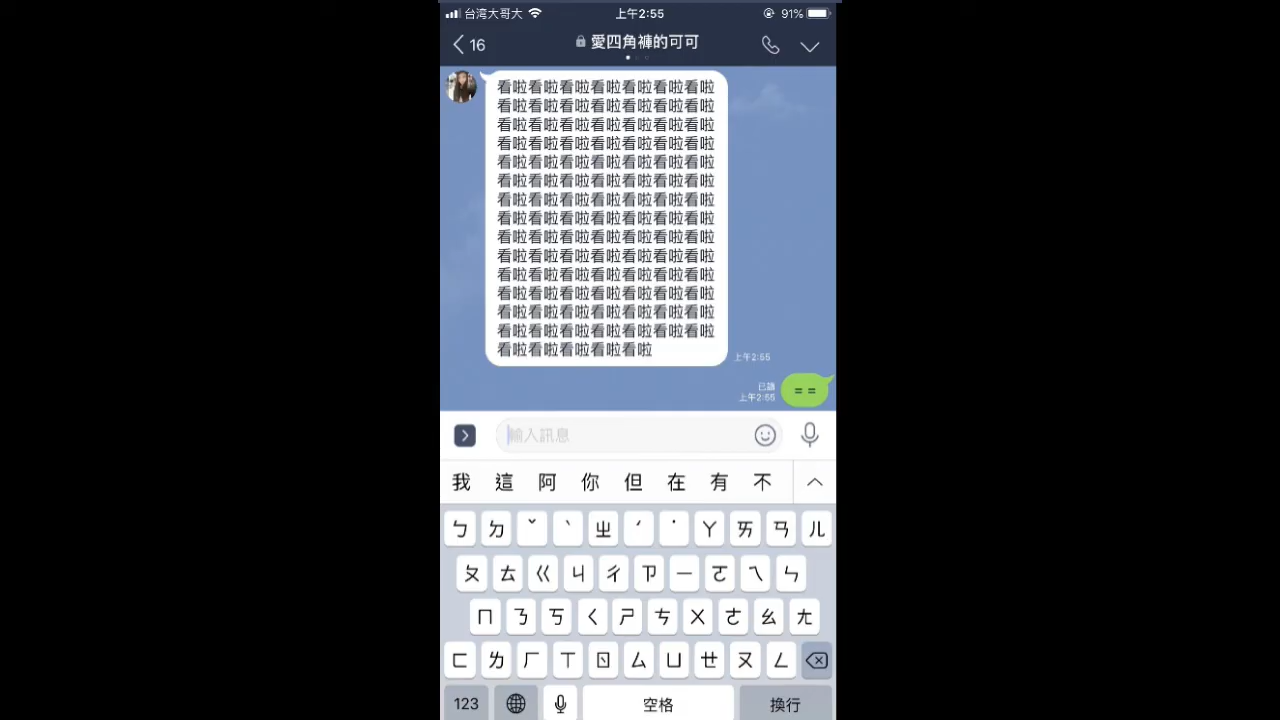 台湾大哥大 上午2:55 91%
16 愛四角褲的可可
看啦看啦看啦看啦看啦看啦看啦
看啦看啦看啦看啦看啦看啦看啦
看啦看啦看啦看啦看啦看啦看啦
看啦看啦看啦看啦看啦看啦看啦
看啦看啦看啦看啦看啦看啦看啦
看啦看啦看啦看啦看啦看啦看啦
看啦看啦看啦看啦看啦看啦看啦
看啦看啦看啦看啦看啦看啦看啦
看啦看啦看啦看啦看啦看啦看啦
看啦看啦看啦看啦看啦看啦看啦
看啦看啦看啦看啦看啦看啦看啦
看啦看啦看啦看啦看啦看啦看啦
看啦看啦看啦看啦看啦看啦看啦
看啦看啦看啦看啦看啦看啦看啦
看啦看啦看啦看啦看啦
上午2:55
已讀
上午2:55
= =
輸入訊息
我 這 阿 你 但 在 有 不
ㄅ ㄉ ˇ ˋ ㄓ ˊ ˙ ㄚ ㄞ ㄢ ㄦ
ㄆ ㄊ ㄍ ㄐ ㄔ ㄗ ㄧ ㄛ ㄟ ㄣ
ㄇ ㄋ ㄎ ㄑ ㄕ ㄘ ㄨ ㄜ ㄠ ㄤ
ㄈ ㄌ ㄏ ㄒ ㄖ ㄙ ㄩ ㄝ ㄡ ㄥ
123 空格 換行